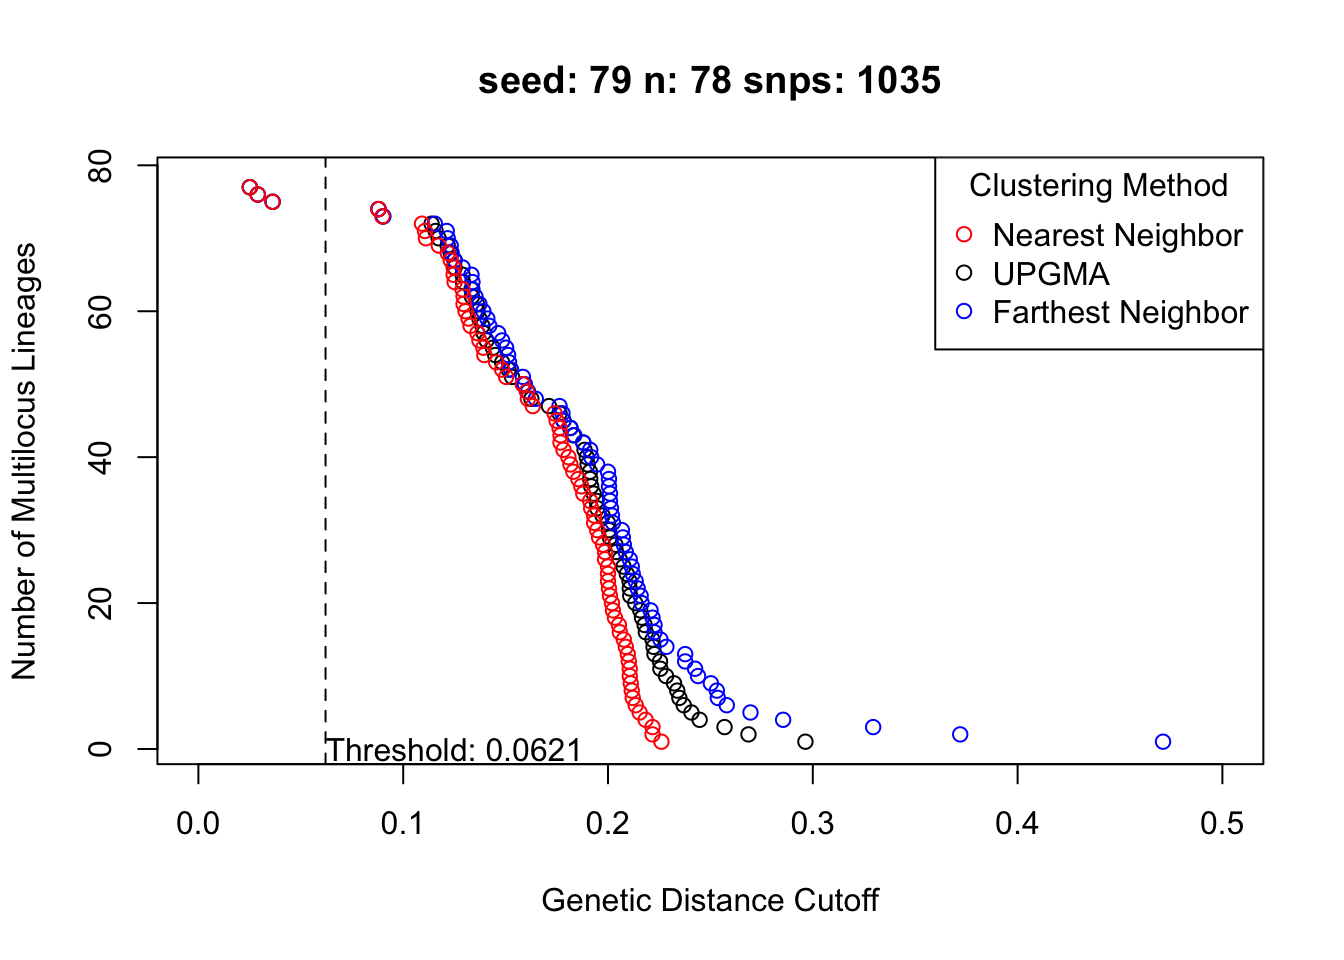 seed: 79 n: 78 snps: 1035
Clustering Method
Nearest Neighbor
UPGMA
Farthest Neighbor
Number of Multilocus Lineages
80
60
40
20
0
Threshold: 0.0621
0.0 0.1 0.2 0.3 0.4 0.5
Genetic Distance Cutoff